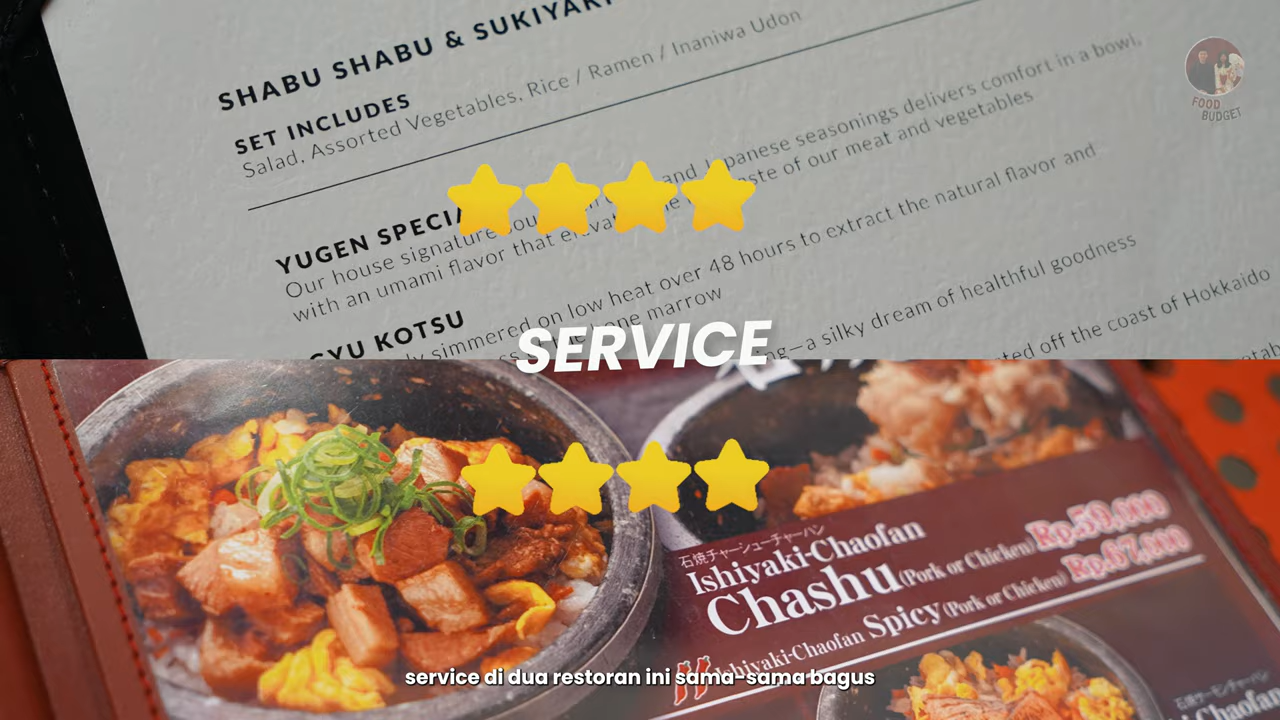 SHABU SHABU & SUKIYAKI
SET INCLUDES
Salad, Assorted Vegetables, Rice / Ramen / Inaniwa Udon
YUGEN SPECIA
Our house signature sou and Japanese seasonings delivers comfort in a bowl,
with an umami flavor that elevat taste of our meat and vegetables
GYU KOTSU
simmered on low heat over 48 hours to extract the natural flavor and
bone marrow
a silky dream of healthful goodness
off the coast of Hokkaido
FOOD
BUDGET
SERVICE
石焼チャーシューチャーハン
Ishiyaki-Chaofan
Chashu (Pork or Chicken) Rp.59,000
Ishiyaki-Chaofan Spicy (Pork or Chicken) Rp.67,000
service di dua restoran ini sama-sama bagus